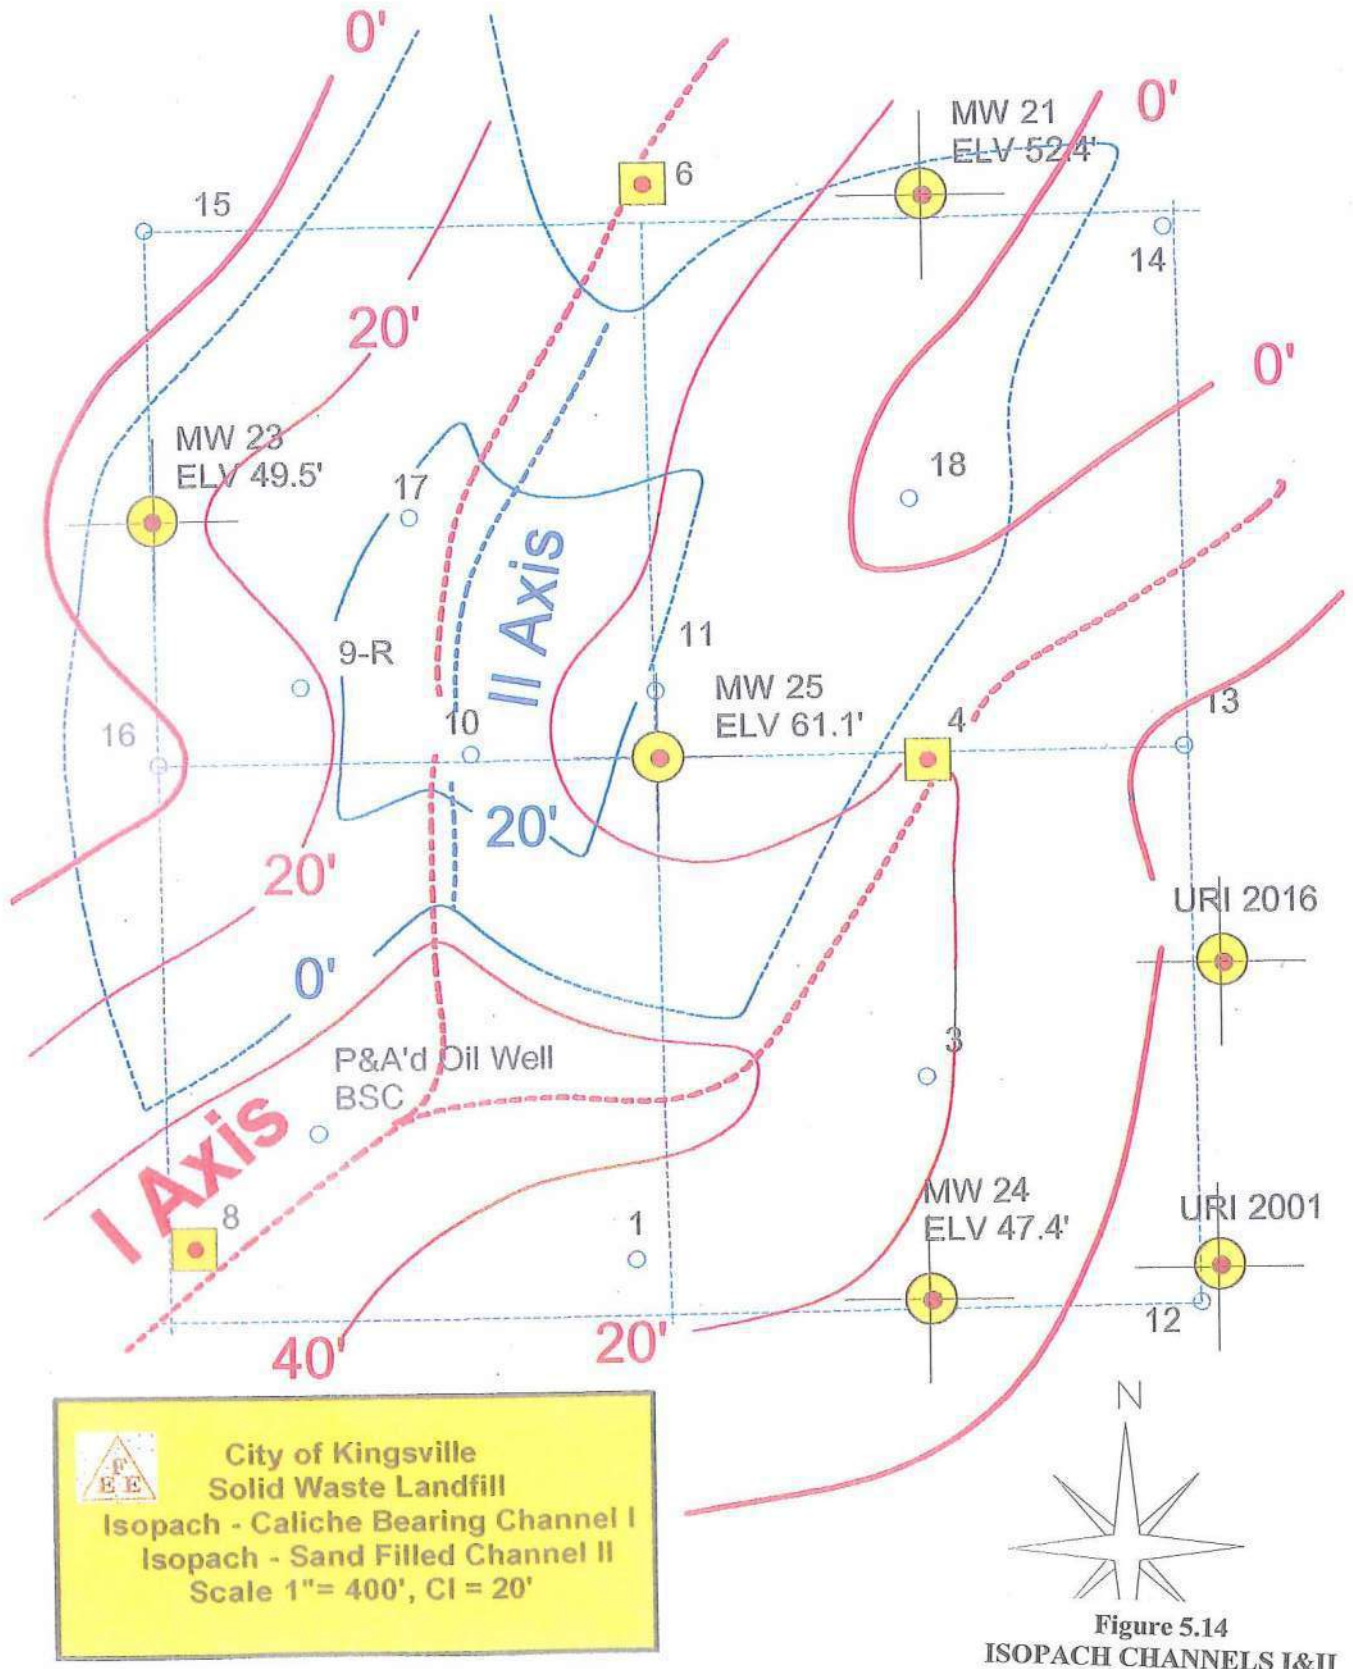 0'
MW 21
ELV 52.4'
0'
6
15
14
20'
0'
MW 23
ELV 49.5'
17
18
II Axis
9-R
11
MW 25
ELV 61.1'
10
4
13
16
20'
20'
URI 2016
0'
P&A'd Oil Well
BSC
3
I Axis
8
1
MW 24
ELV 47.4'
URI 2001
12
40'
20'
N
F
E E
City of Kingsville
Solid Waste Landfill
Isopach - Caliche Bearing Channel I
Isopach - Sand Filled Channel II
Scale 1"= 400', CI = 20'
Figure 5.14
ISOPACH CHANNELS I&II